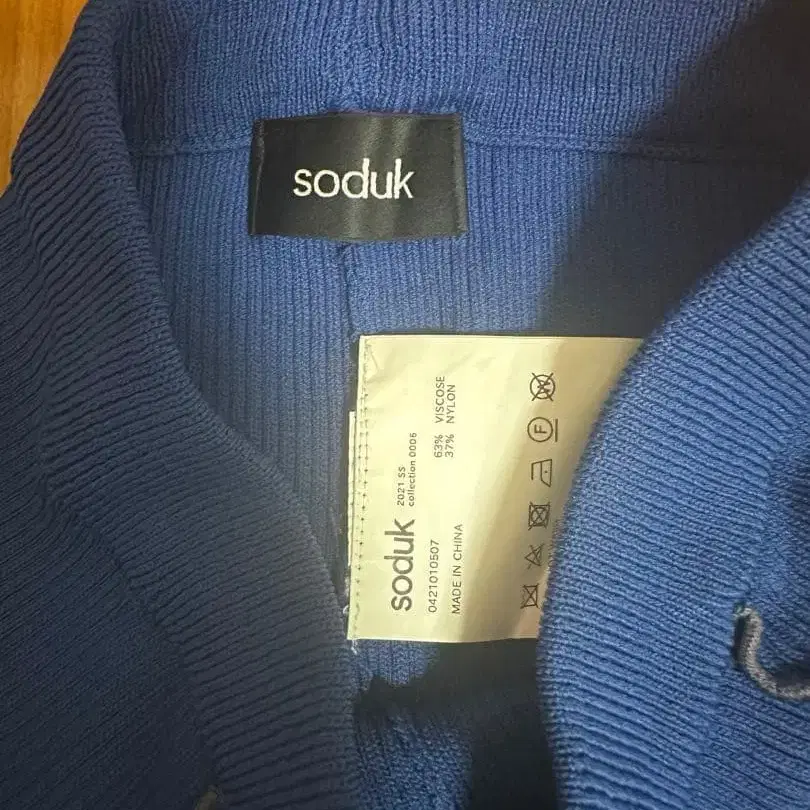 soduk
soduk
2021 SS
collection 0006
63% VISCOSE
37% NYLON
0421010507
MADE IN CHINA
F
W